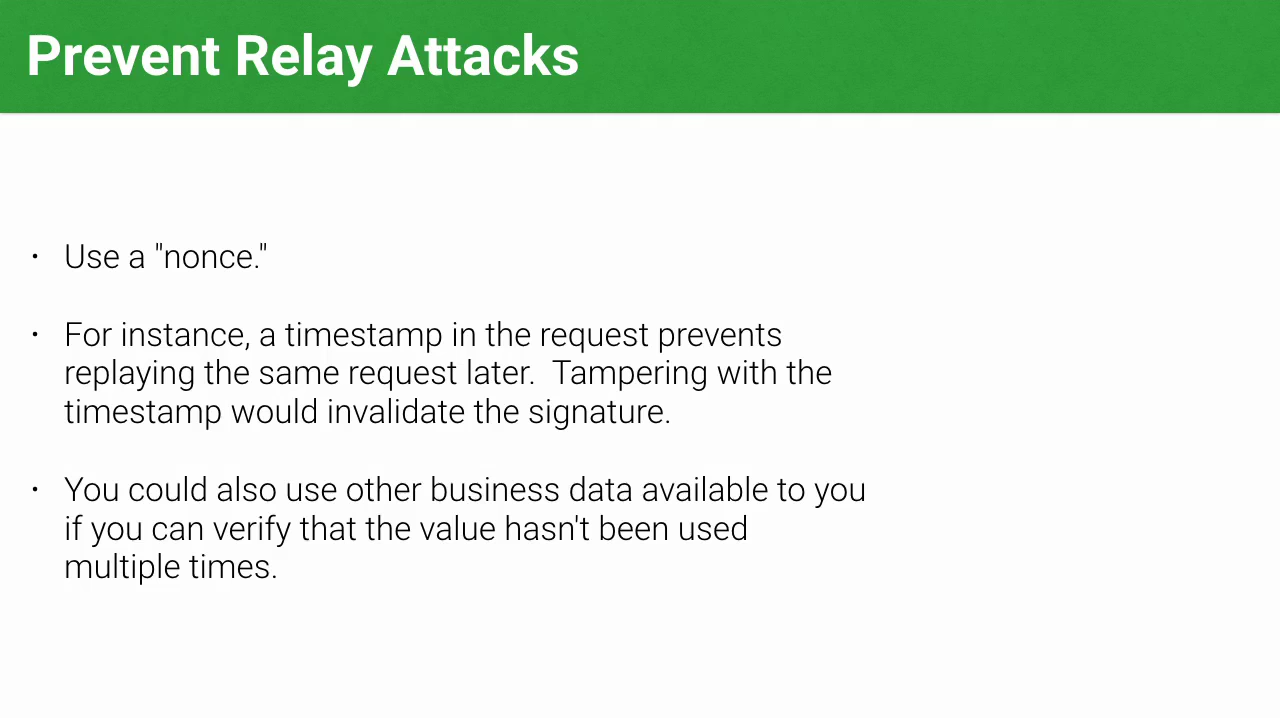 Prevent Relay Attacks
· Use a "nonce."
· For instance, a timestamp in the request prevents
replaying the same request later.  Tampering with the
timestamp would invalidate the signature.
· You could also use other business data available to you
if you can verify that the value hasn't been used
multiple times.